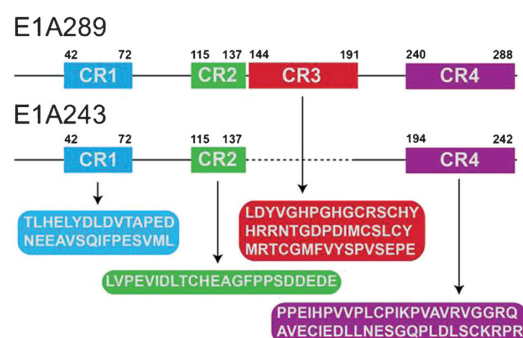 E1A289
42 72 115 137 144 191 240 288
CR1 CR2 CR3 CR4
E1A243
42 72 115 137 194 242
CR1 CR2 CR4
TLHELYDLDVTAPED
NEEAVSQIFPESVML
LDYVGHPGHGCRSCHY
HRRNTGDPDIMCSLCY
MRTCGMFVYSPVSEPE
LVPEVIDLTCHEAGFPPSDDEDE
PPEIHPVVPLCPIKPVAVRVGGRQ
AVECIEDLLNESGQPLDLSCKRPR